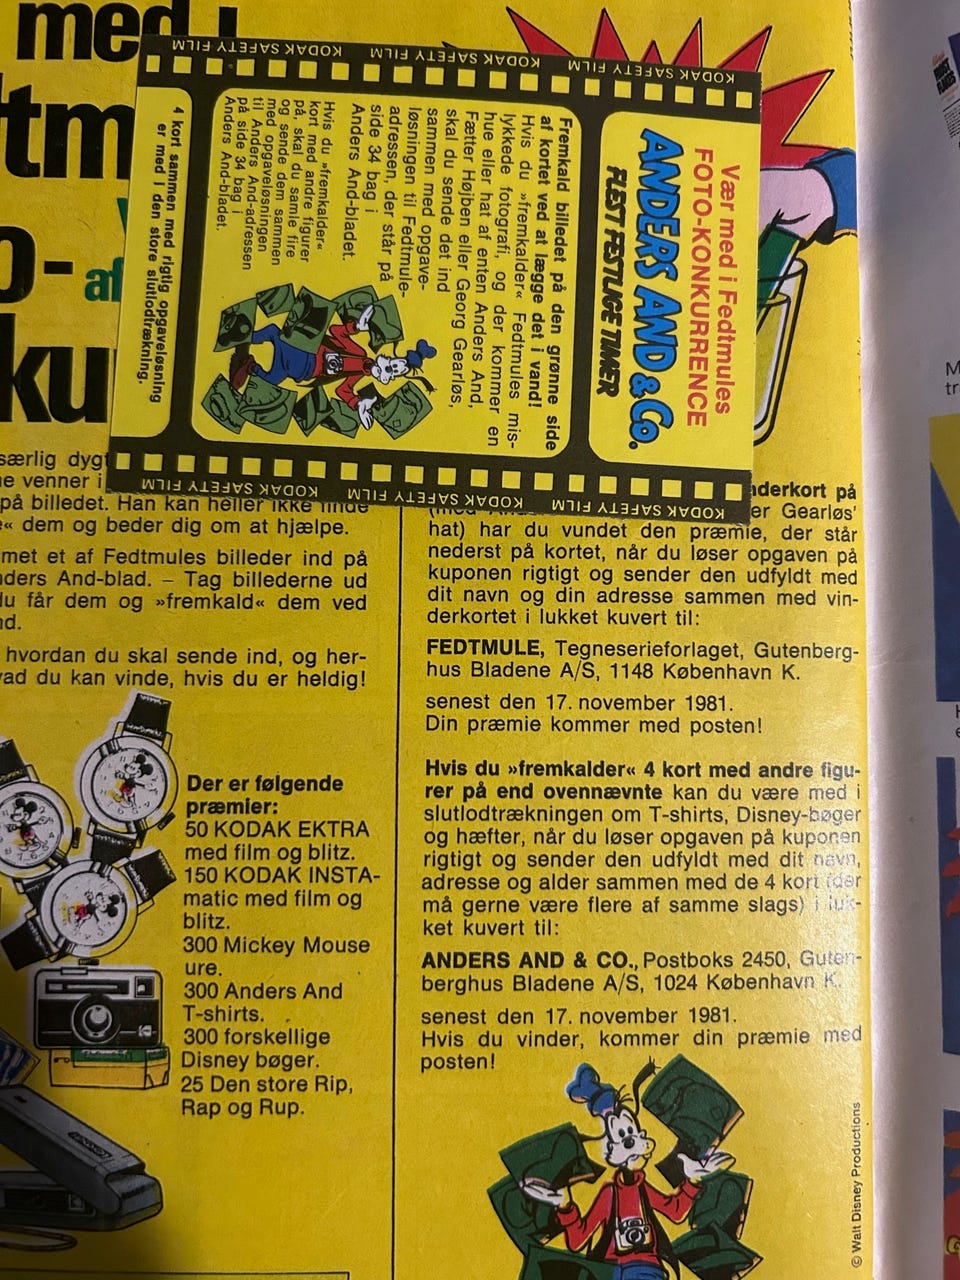 med
KODAK SAFETY FILM KODAK SAFETY FILM KODAK SAFETY FILM KODAK SAFETY FILM
Vær med i Fedtmules
FOTO-KONKURRENCE
ANDERS AND & Co.
FLEST FESTLIGE TIMER
Fremkald billedet på den grønne side
af kortet ved at lægge det i vand!
Hvis du »fremkalder« Fedtmules mis-
lykkede fotografi, og der kommer en
hue eller hat af enten Anders And,
Fætter Højben eller Georg Gearløs,
skal du sende det ind
sammen med opgave-
løsningen til Fedtmule-
adressen, der står på
side 34 bag i
Anders And-bladet.
Hvis du »fremkalder«
kort med andre figurer
på, skal du samle fire
og sende dem sammen
med opgaveløsningen
til Anders And-adressen
på side 34 bag i
Anders And-bladet.
4 kort sammen med rigtig opgaveløsning
er med i den store slutlodtrækning.
KODAK SAFETY FILM KODAK SAFETY FILM KODAK SAFETY FILM
særlig dygt
ne venner i
på billedet. Han kan heller ikke finde
« dem og beder dig om at hjælpe.
met et af Fedtmules billeder ind på
nders And-blad. – Tag billederne ud
du får dem og »fremkald« dem ved
nd.
hvordan du skal sende ind, og her-
vad du kan vinde, hvis du er heldig!
Der er følgende
præmier:
50 KODAK EKTRA
med film og blitz.
150 KODAK INSTA-
matic med film og
blitz.
300 Mickey Mouse
ure.
300 Anders And
T-shirts.
300 forskellige
Disney bøger.
25 Den store Rip,
Rap og Rup.
nderkort på
er Gearløs'
hat) har du vundet den præmie, der står
nederst på kortet, når du løser opgaven på
kuponen rigtigt og sender den udfyldt med
dit navn og din adresse sammen med vin-
derkortet i lukket kuvert til:
FEDTMULE, Tegneserieforlaget, Gutenberg-
hus Bladene A/S, 1148 København K.
senest den 17. november 1981.
Din præmie kommer med posten!
Hvis du »fremkalder« 4 kort med andre figu-
rer på end ovennævnte kan du være med i
slutlodtrækningen om T-shirts, Disney-bøger
og hæfter, når du løser opgaven på kuponen
rigtigt og sender den udfyldt med dit navn,
adresse og alder sammen med de 4 kort (der
må gerne være flere af samme slags) i luk-
ket kuvert til:
ANDERS AND & CO., Postboks 2450, Guten-
berghus Bladene A/S, 1024 København K.
senest den 17. november 1981.
Hvis du vinder, kommer din præmie med
posten!
© Walt Disney Productions